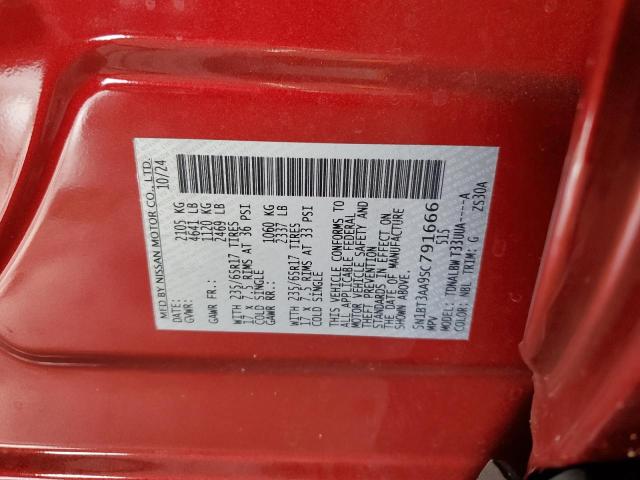 MFD BY NISSAN MOTOR CO., LTD.
10/24
GVWR: 2105 KG
4641 LB
GAWR FR: 1120 KG
2469 LB
WITH 235/65R17 TIRES
17 X 7.5 RIMS AT 36 PSI
COLD SINGLE
GAWR RR: 1060 KG
2337 LB
WITH 235/65R17 TIRES
17 X 7.5 RIMS AT 33 PSI
COLD SINGLE
THIS VEHICLE CONFORMS TO
ALL APPLICABLE FEDERAL
MOTOR VEHICLE SAFETY AND
THEFT PREVENTION
STANDARDS IN EFFECT ON
THE DATE OF MANUFACTURE
SHOWN ABOVE.
5N1BT3AA9SC791666
MPV 515
MODEL: TDNALBW T33UUA-----A
COLOR: NBL TRIM: G ZS30A